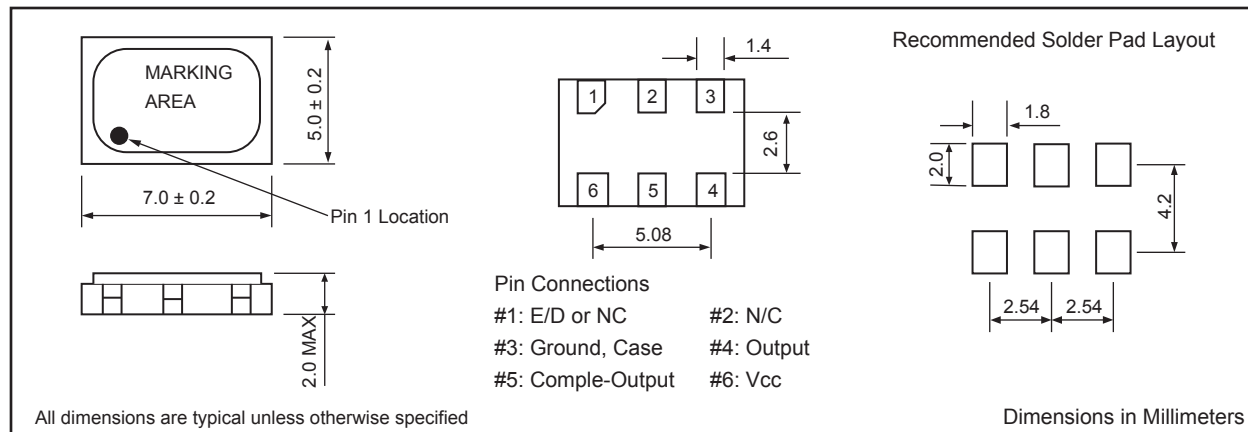 MARKING
AREA
5.0 ± 0.2
7.0 ± 0.2
Pin 1 Location
2.0 MAX
1.4
1 2 3
2.6
6 5 4
5.08
Pin Connections
#1: E/D or NC #2: N/C
#3: Ground, Case #4: Output
#5: Comple-Output #6: Vcc
Recommended Solder Pad Layout
1.8
2.0
4.2
2.54 2.54
All dimensions are typical unless otherwise specified
Dimensions in Millimeters